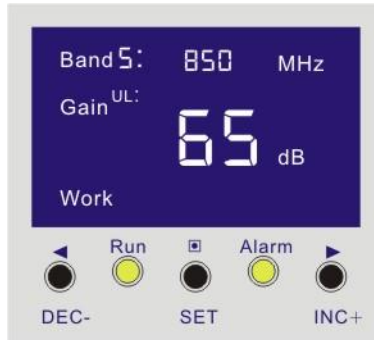 Band 5: 850 MHz
Gain UL: 65 dB
Work
Run Alarm
DEC- SET INC+